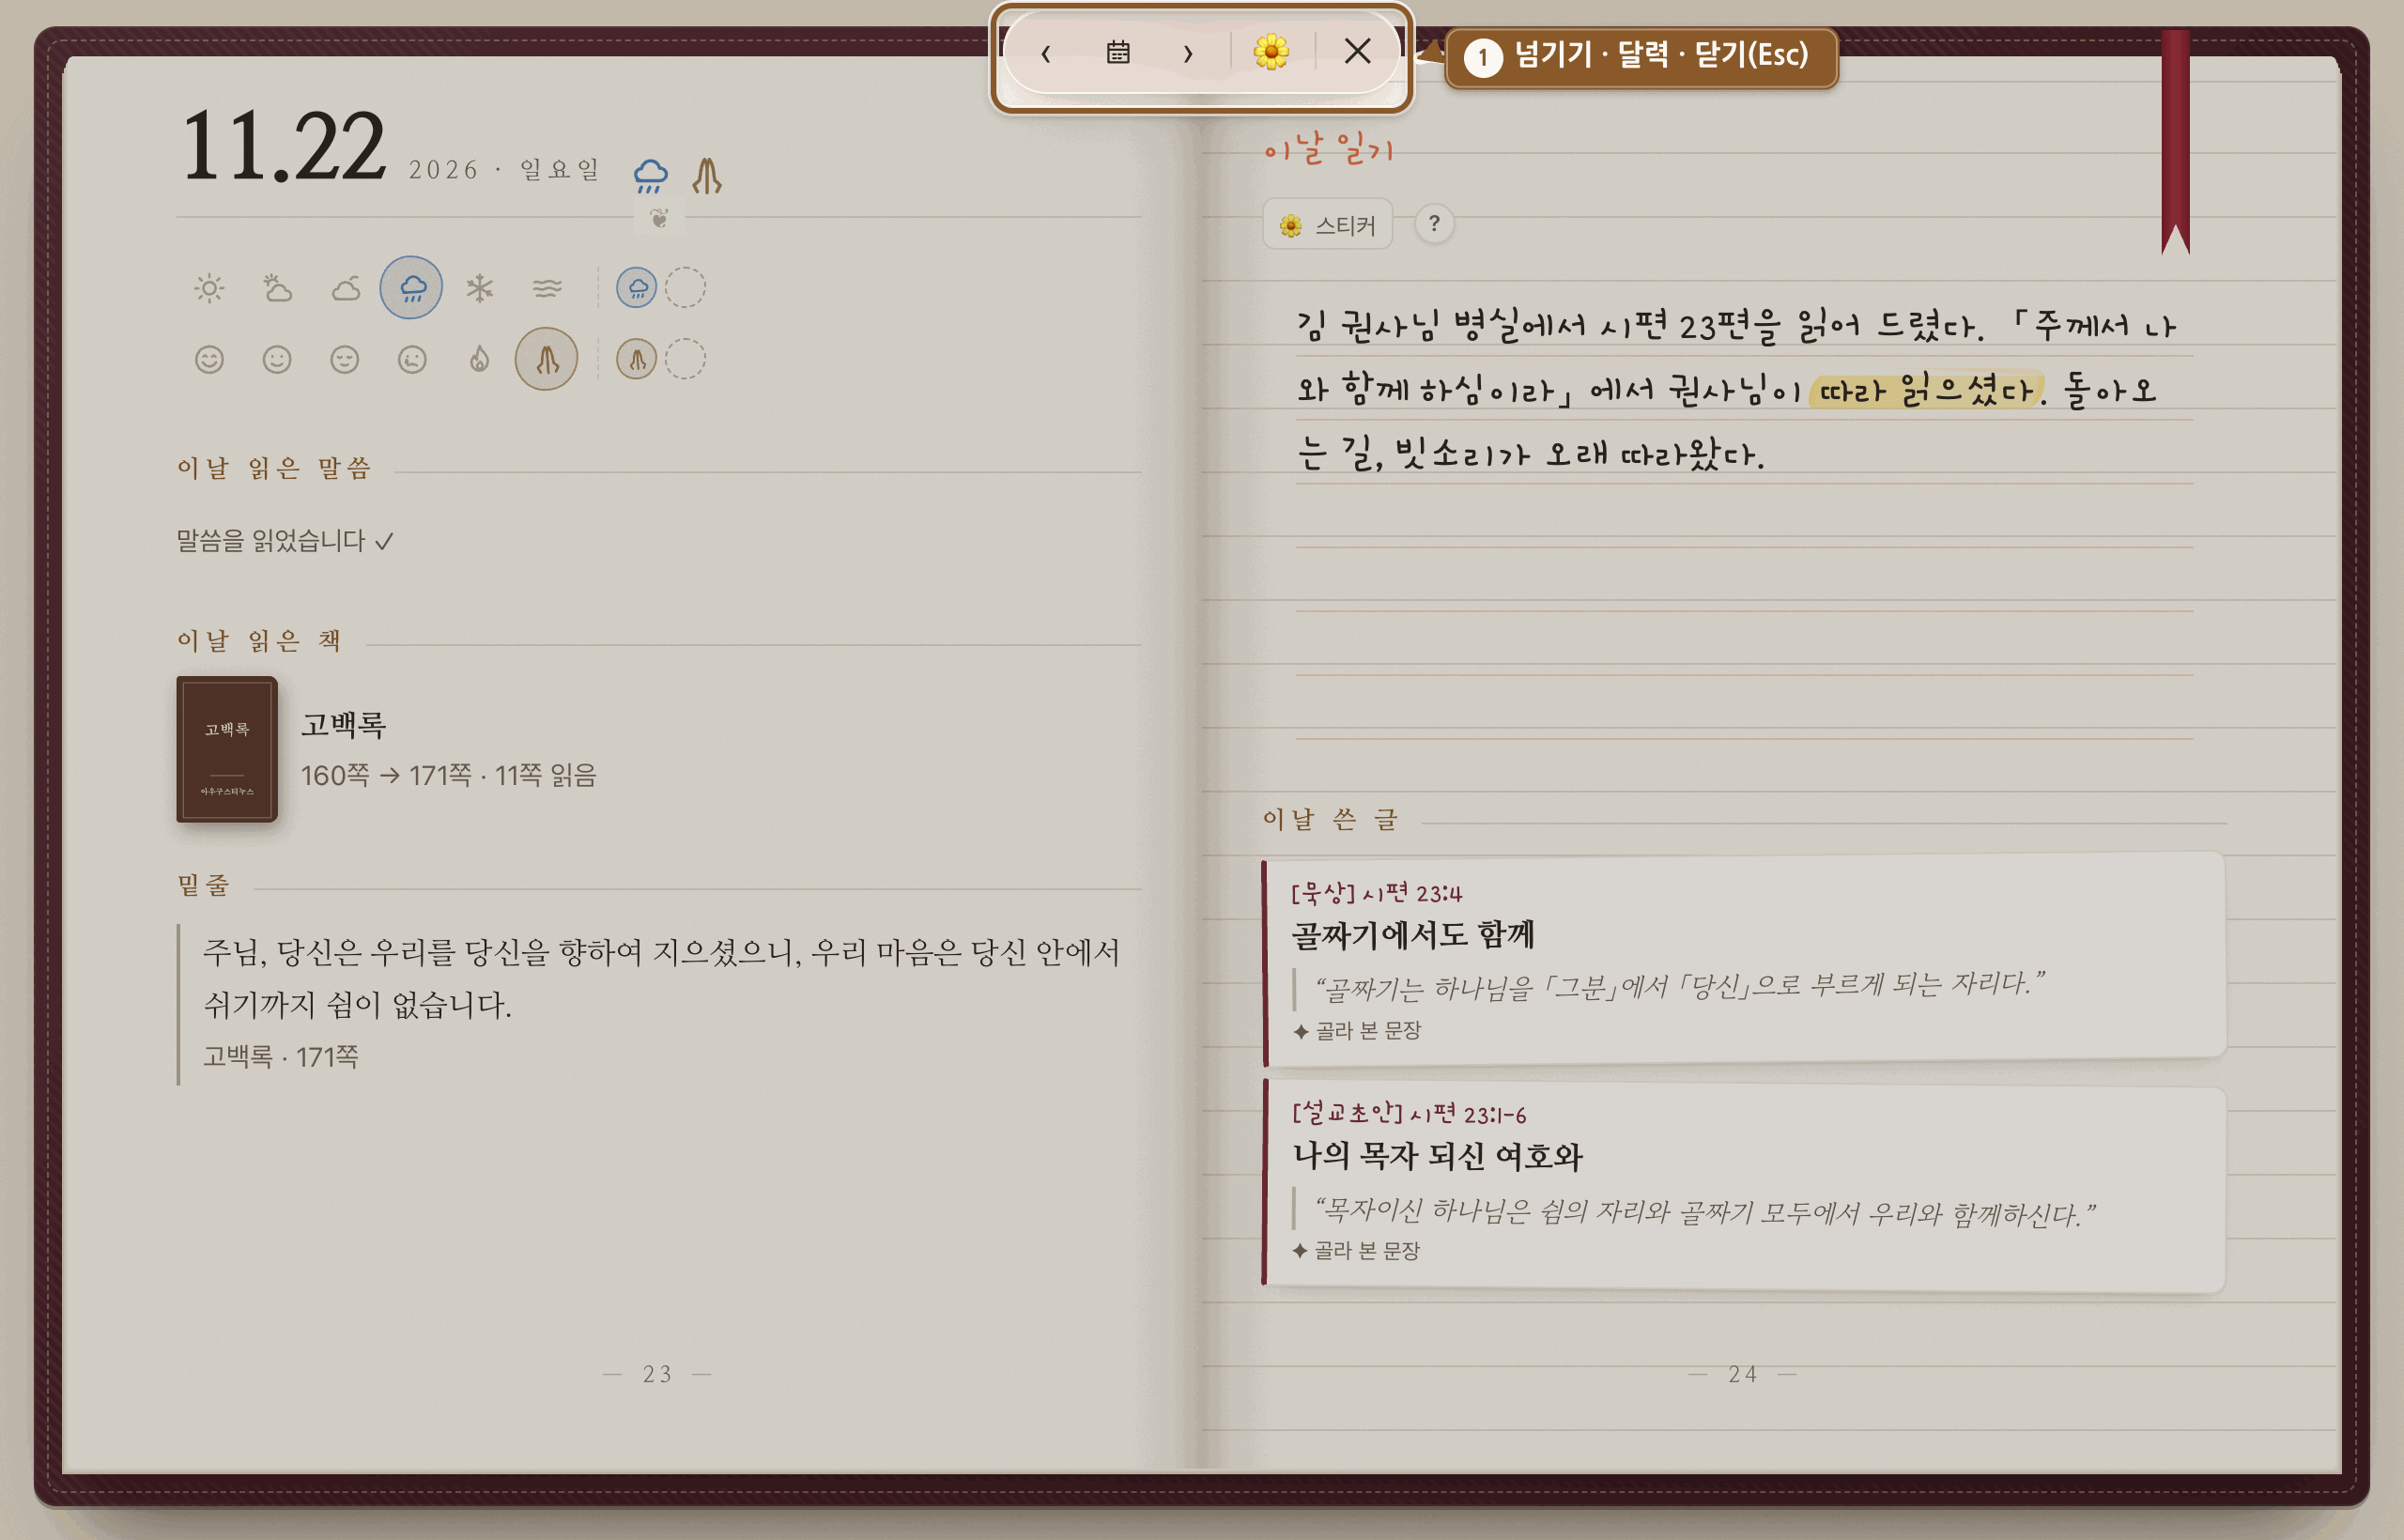 1 넘기기 · 달력 · 닫기(Esc)
11.22 2026 · 일요일
이날 읽은 말씀
말씀을 읽었습니다 ✓
이날 읽은 책
고백록
아우구스티누스
고백록
160쪽 → 171쪽 · 11쪽 읽음
밑줄
주님, 당신은 우리를 당신을 향하여 지으셨으니, 우리 마음은 당신 안에서
쉬기까지 쉼이 없습니다.
고백록 · 171쪽
— 23 —
이날 일기
스티커 ?
김 권사님 병실에서 시편 23편을 읽어 드렸다. 「주께서 나
와 함께 하심이라」에서 권사님이 따라 읽으셨다. 돌아오
는 길, 빗소리가 오래 따라왔다.
이날 쓴 글
[묵상] 시편 23:4
골짜기에서도 함께
“골짜기는 하나님을 「그분」에서 「당신」으로 부르게 되는 자리다.”
✦ 골라 본 문장
[설교초안] 시편 23:1-6
나의 목자 되신 여호와
“목자이신 하나님은 쉼의 자리와 골짜기 모두에서 우리와 함께하신다.”
✦ 골라 본 문장
— 24 —